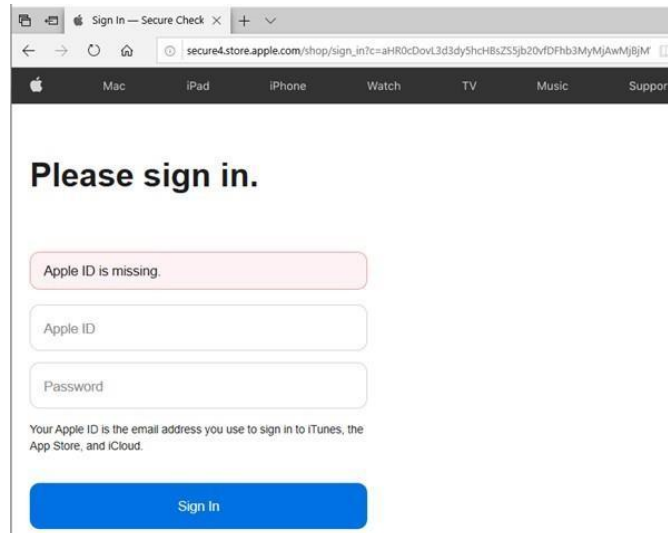 Sign In — Secure Check
secure4.store.apple.com/shop/sign_in?c=aHR0cDovL3d3dy5hcHBsZS5jb20vfDFhb3MyMjAwMjBjM
Mac iPad iPhone Watch TV Music Suppor
Please sign in.
Apple ID is missing.
Apple ID
Password
Your Apple ID is the email address you use to sign in to iTunes, the
App Store, and iCloud.
Sign In